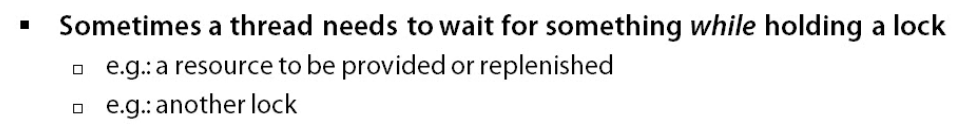 ▪ Sometimes a thread needs to wait for something while holding a lock
▫ e.g.: a resource to be provided or replenished
▫ e.g.: another lock